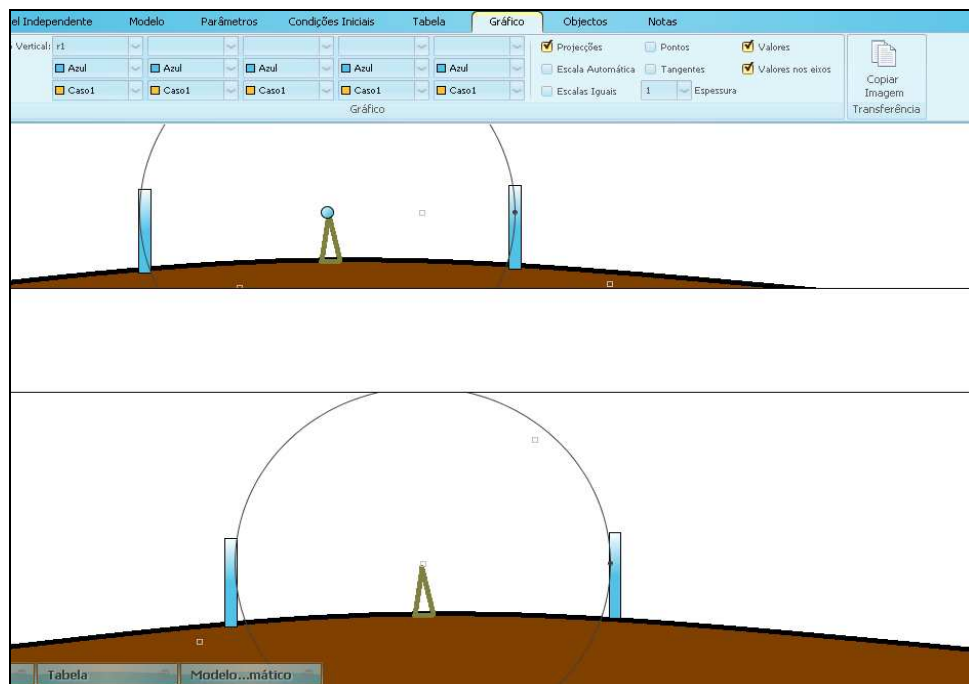 el Independente Modelo Parâmetros Condições Iniciais Tabela Gráfico Objectos Notas
Vertical: r1
Projecções Pontos Valores
Azul Azul Azul Azul Azul
Escala Automática Tangentes Valores nos eixos
Caso1 Caso1 Caso1 Caso1 Caso1
Escalas Iguais 1 Espessura
Copiar
Imagem
Gráfico Transferência
Tabela Modelo...mático